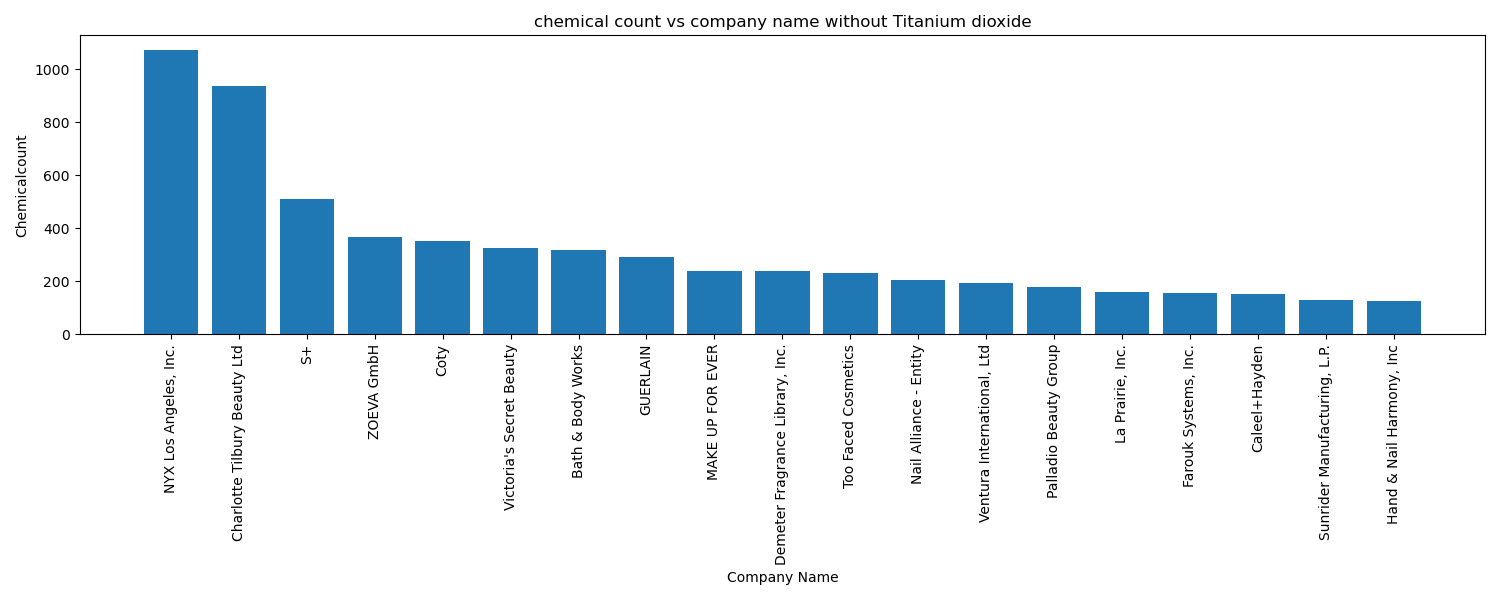 chemical count vs company name without Titanium dioxide
Chemicalcount
1000
800
600
400
200
0
NYX Los Angeles, Inc.
Charlotte Tilbury Beauty Ltd
S+
ZOEVA GmbH
Coty
Victoria's Secret Beauty
Bath & Body Works
GUERLAIN
MAKE UP FOR EVER
Demeter Fragrance Library, Inc.
Too Faced Cosmetics
Nail Alliance - Entity
Ventura International, Ltd
Palladio Beauty Group
La Prairie, Inc.
Farouk Systems, Inc.
Caleel+Hayden
Sunrider Manufacturing, L.P.
Hand & Nail Harmony, Inc
Company Name